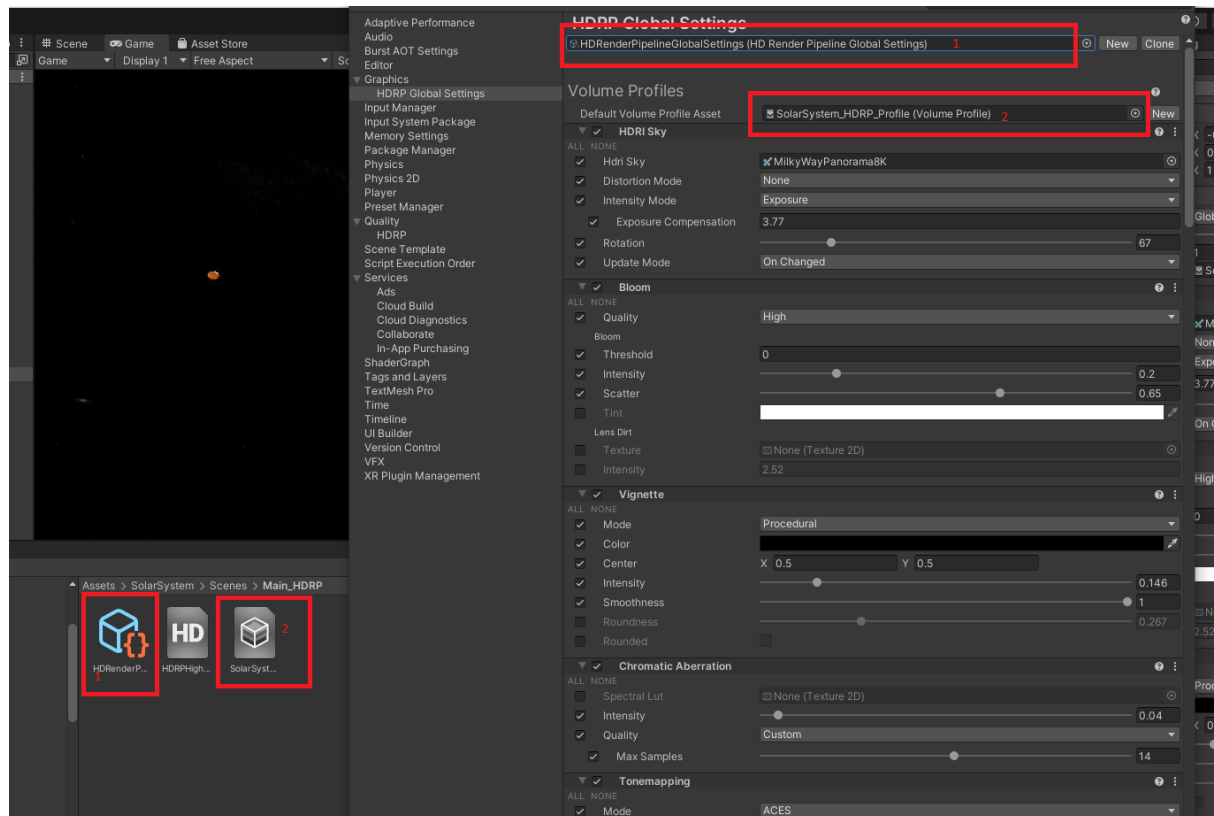 # Scene
Game
Asset Store
Game
Display 1
Free Aspect
Sc
Adaptive Performance
Audio
Burst AOT Settings
Editor
Graphics
HDRP Global Settings
Input Manager
Input System Package
Memory Settings
Package Manager
Physics
Physics 2D
Player
Preset Manager
Quality
HDRP
Scene Template
Script Execution Order
Services
Ads
Cloud Build
Cloud Diagnostics
Collaborate
In-App Purchasing
ShaderGraph
Tags and Layers
TextMesh Pro
Time
Timeline
UI Builder
Version Control
VFX
XR Plugin Management
HDRP Global Settings
HDRenderPipelineGlobalSettings (HD Render Pipeline Global Settings) 1
New
Clone
Volume Profiles
Default Volume Profile Asset
SolarSystem_HDRP_Profile (Volume Profile) 2
New
HDRI Sky
ALL NONE
Hdri Sky
MilkyWayPanorama8K
Distortion Mode
None
Intensity Mode
Exposure
Exposure Compensation
3.77
Rotation
67
Update Mode
On Changed
Bloom
ALL NONE
Quality
High
Bloom
Threshold
0
Intensity
0.2
Scatter
0.65
Tint
Lens Dirt
Texture
None (Texture 2D)
Intensity
2.52
Vignette
ALL NONE
Mode
Procedural
Color
Center
X 0.5
Y 0.5
Intensity
0.146
Smoothness
1
Roundness
0.267
Rounded
Chromatic Aberration
ALL NONE
Spectral Lut
None (Texture 2D)
Intensity
0.04
Quality
Custom
Max Samples
14
Tonemapping
ALL NONE
Mode
ACES
Assets > SolarSystem > Scenes > Main_HDRP
HD
2
HDRenderP...
HDRPHigh...
SolarSyst...
1